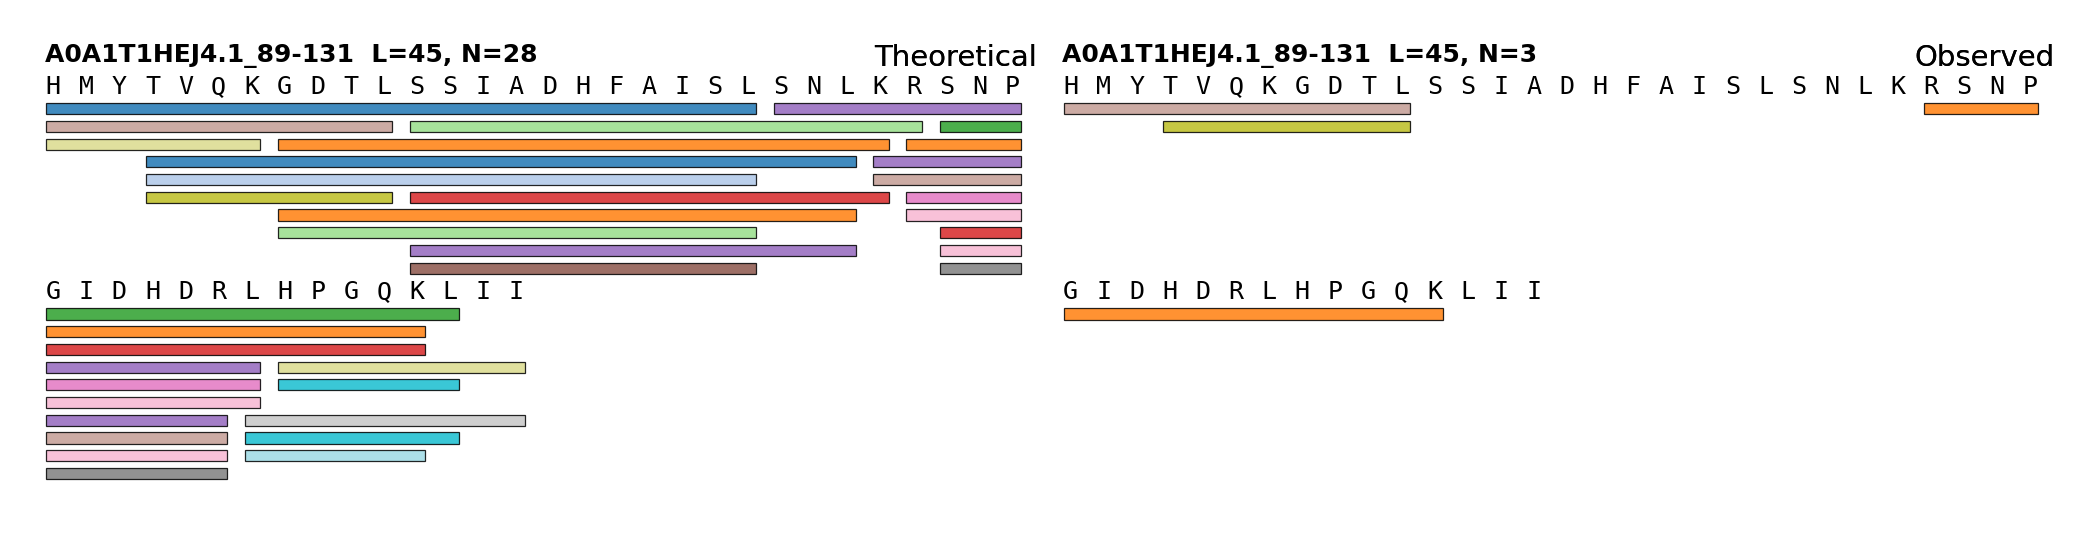 A0A1T1HEJ4.1_89-131 L=45, N=28 Theoretical
H M Y T V Q K G D T L S S I A D H F A I S L S N L K R S N P
G I D H D R L H P G Q K L I I
A0A1T1HEJ4.1_89-131 L=45, N=3 Observed
H M Y T V Q K G D T L S S I A D H F A I S L S N L K R S N P
G I D H D R L H P G Q K L I I